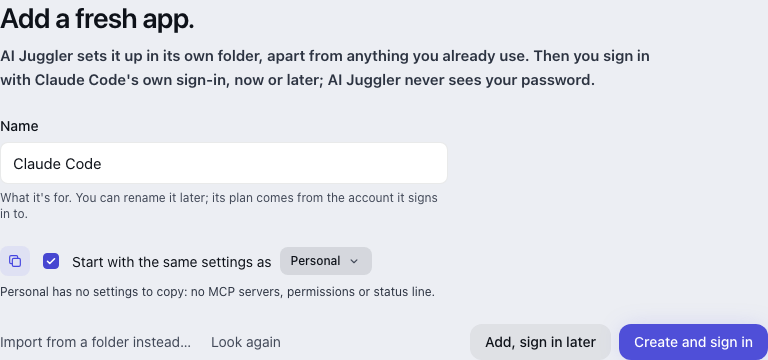 Add a fresh app.
AI Juggler sets it up in its own folder, apart from anything you already use. Then you sign in
with Claude Code's own sign-in, now or later; AI Juggler never sees your password.
Name
Claude Code
What it's for. You can rename it later; its plan comes from the account it signs
in to.
Start with the same settings as Personal
Personal has no settings to copy: no MCP servers, permissions or status line.
Import from a folder instead... Look again Add, sign in later Create and sign in